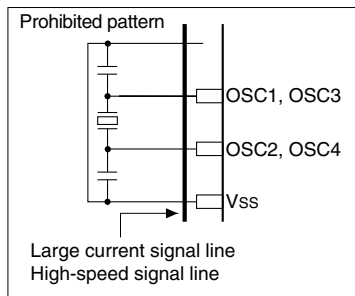 Prohibited pattern
OSC1, OSC3
OSC2, OSC4
VSS
Large current signal line
High-speed signal line